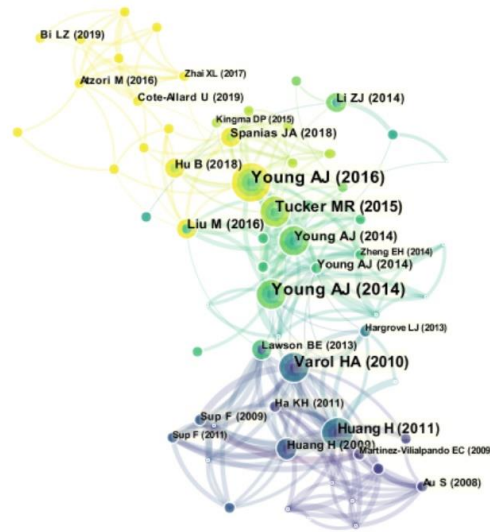 Bi LZ (2019)
Zhai XL (2017)
Atzori M (2016)
Cote-Allard U (2019)
Li ZJ (2014)
Kingma DP (2015)
Spanias JA (2018)
Hu B (2018)
Young AJ (2016)
Tucker MR (2015)
Liu M (2016)
Young AJ (2014)
Zheng EH (2014)
Young AJ (2014)
Young AJ (2014)
Hargrove LJ (2013)
Lawson BE (2013)
Varol HA (2010)
Ha KH (2011)
Sup F (2009)
Huang H (2011)
Sup F (2011)
Huang H (2009)
Martinez-Villalpando EC (2009
Au S (2008)